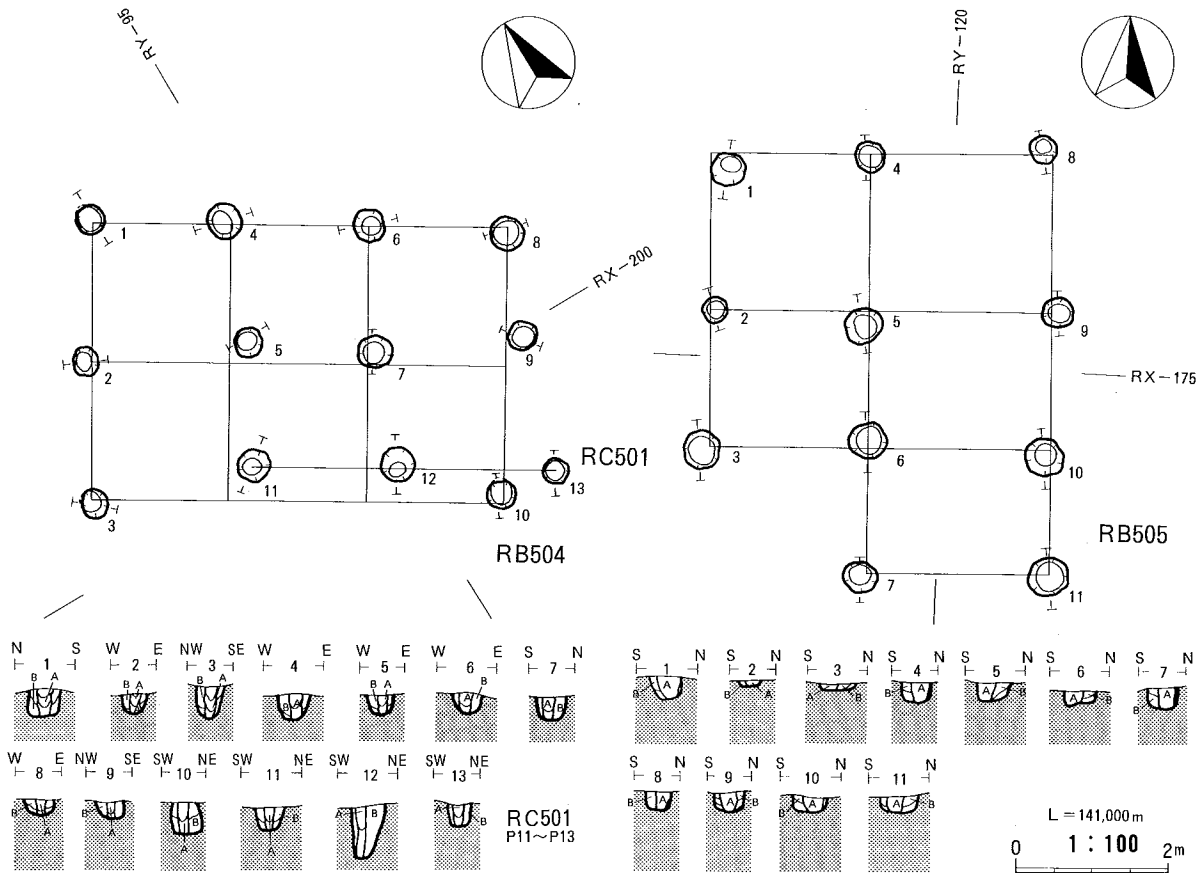 RY-95
RY-120
1
4
6
8
RX-200
5
7
9
2
RC501
11
12
13
3
10
RB504
1
4
8
2
5
9
RX-175
3
6
10
RB505
7
11
N S W E NW SE W E W E W E S N
1 2 3 4 5 6 7
B A B A B A B A B A B
W E NW SE SW NE SW NE SW NE SW NE
8 9 10 11 12 13
B A B A B A B A A B B
RC501
P11~P13
S N S N S N S N S N S N S N
1 2 3 4 5 6 7
B A B A A B B A A B A B B A
S N S N S N S N
8 9 10 11
B A A B B A B A
L=141,000m
1:100
0 2m